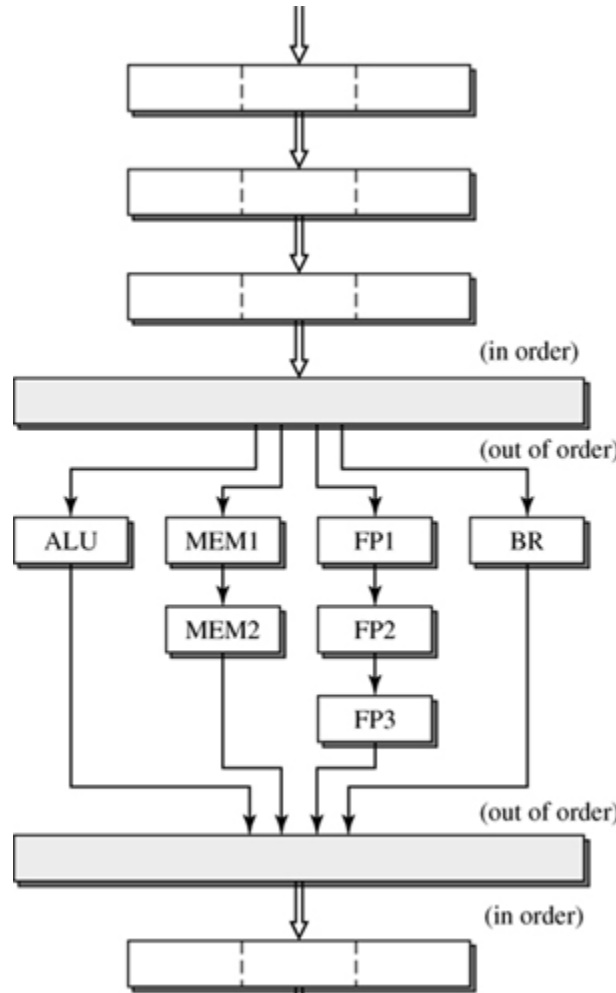 (in order)
(out of order)
ALU MEM1 FP1 BR
MEM2 FP2
FP3
(out of order)
(in order)